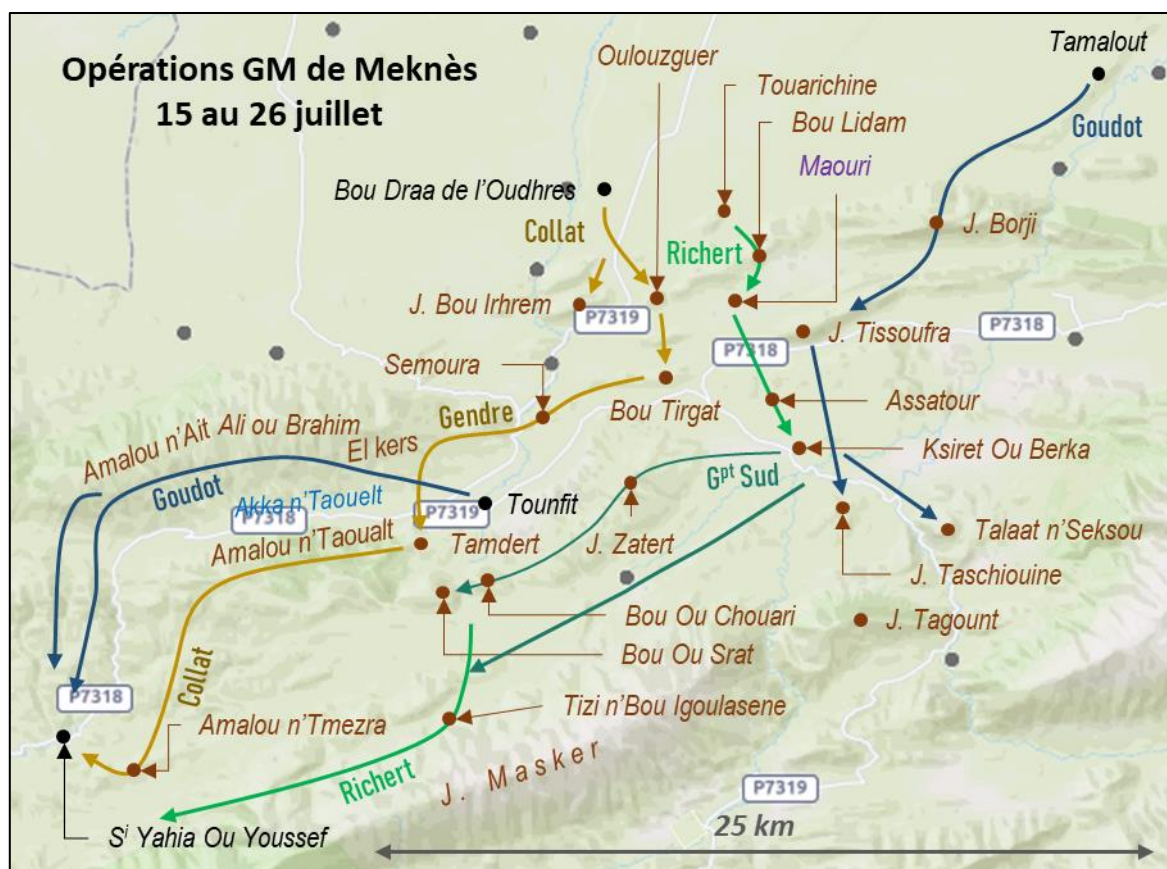 Opérations GM de Meknès
15 au 26 juillet
Tamalout
Oulouzguer
Touarichine
Goudot
Bou Lidam
Maouri
Bou Draa de l'Oudhres
Collat
J. Borji
Richert
J. Bou Irhrem
P7319
P7318
J. Tissoufra
P7318
Semoura
Bou Tirgat
Assatour
Gendre
Amalou n'Ait Ali ou Brahim
El kers
Ksiret Ou Berka
Gpt Sud
Goudot
Akka n'Taouelt
P7318
P7319
Tounfit
Talaat n'Seksou
Amalou n'Taoualt
Tamdert
J. Zatert
J. Taschiouine
Bou Ou Chouari
J. Tagount
Bou Ou Srat
Collat
P7318
Amalou n'Tmezra
Tizi n'Bou Igoulasene
J. Masker
Richert
P7319
Si Yahia Ou Youssef
25 km